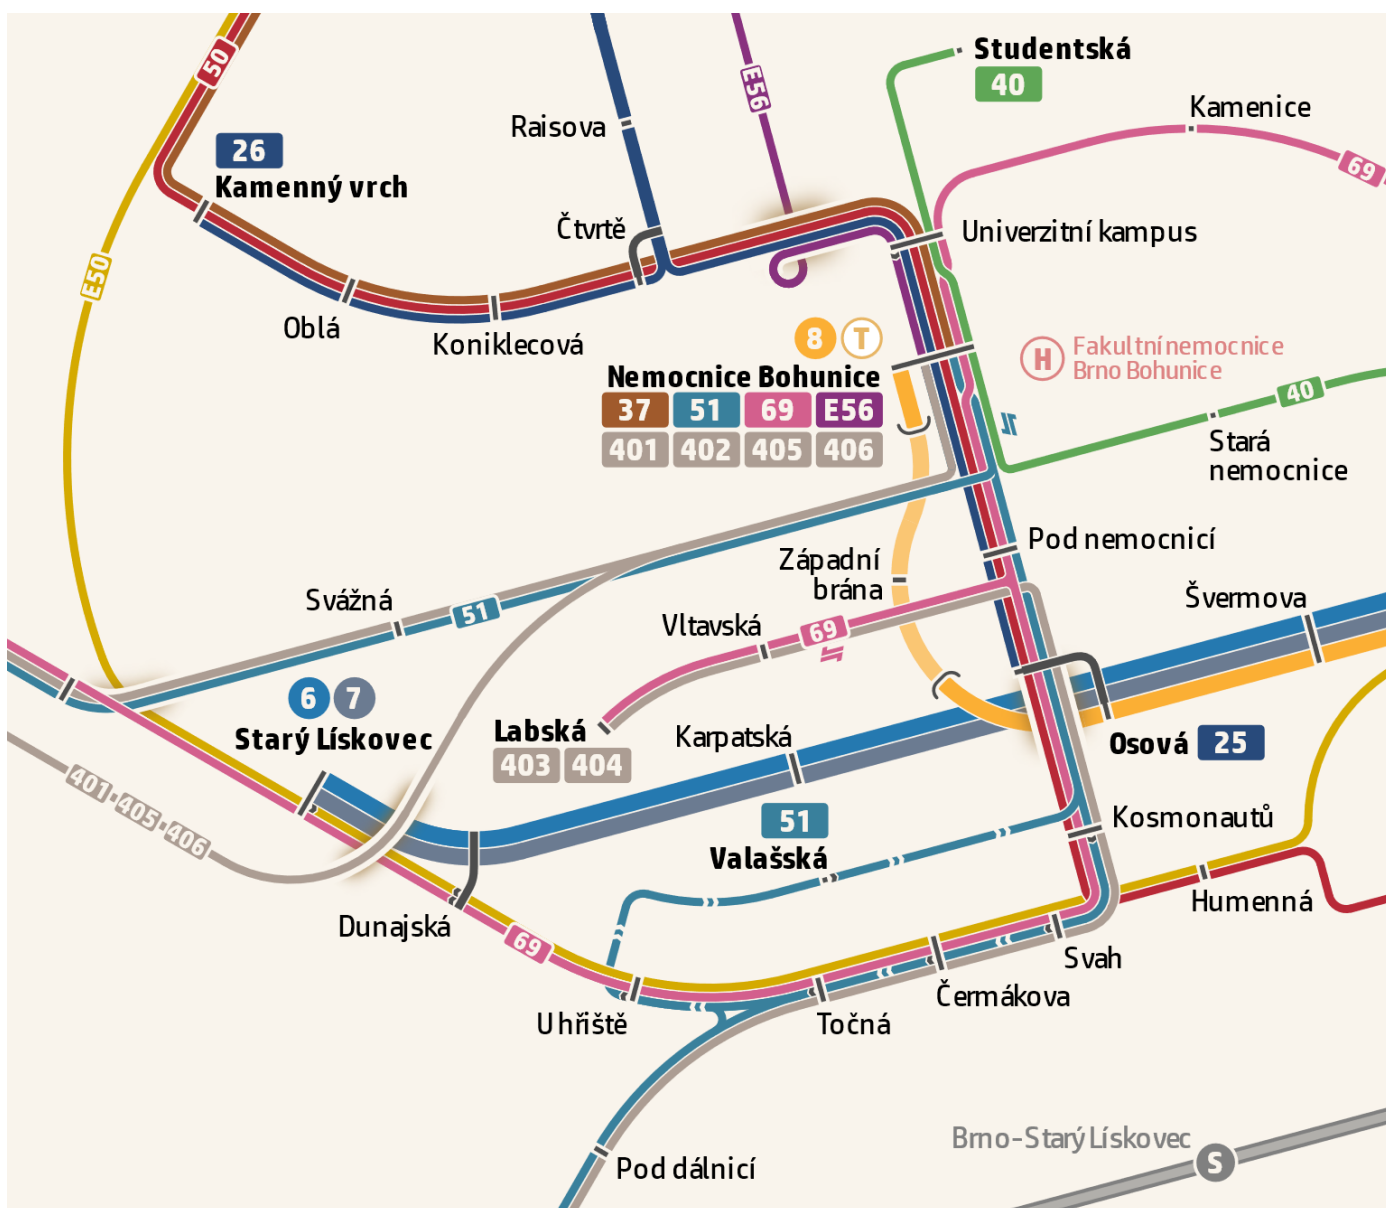 50
E56
Studentská
40
Raisova
Kamenice
69
26
Kamenný vrch
Čtvrtě
Univerzitní kampus
E50
Oblá
Koniklecová
8 T
Nemocnice Bohunice
37 51 69 E56
401 402 405 406
H
Fakultní nemocnice
Brno Bohunice
40
Stará
nemocnice
Pod nemocnicí
Západní
brána
Svážná
51
Vltavská
69
Švermova
6 7
Starý Lískovec
Labská
403 404
Karpatská
Osová 25
401·405·406
51
Valašská
Kosmonautů
Humenná
Dunajská
69
Svah
Čermákova
U hřiště
Točná
Brno-Starý Lískovec
S
Pod dálnicí